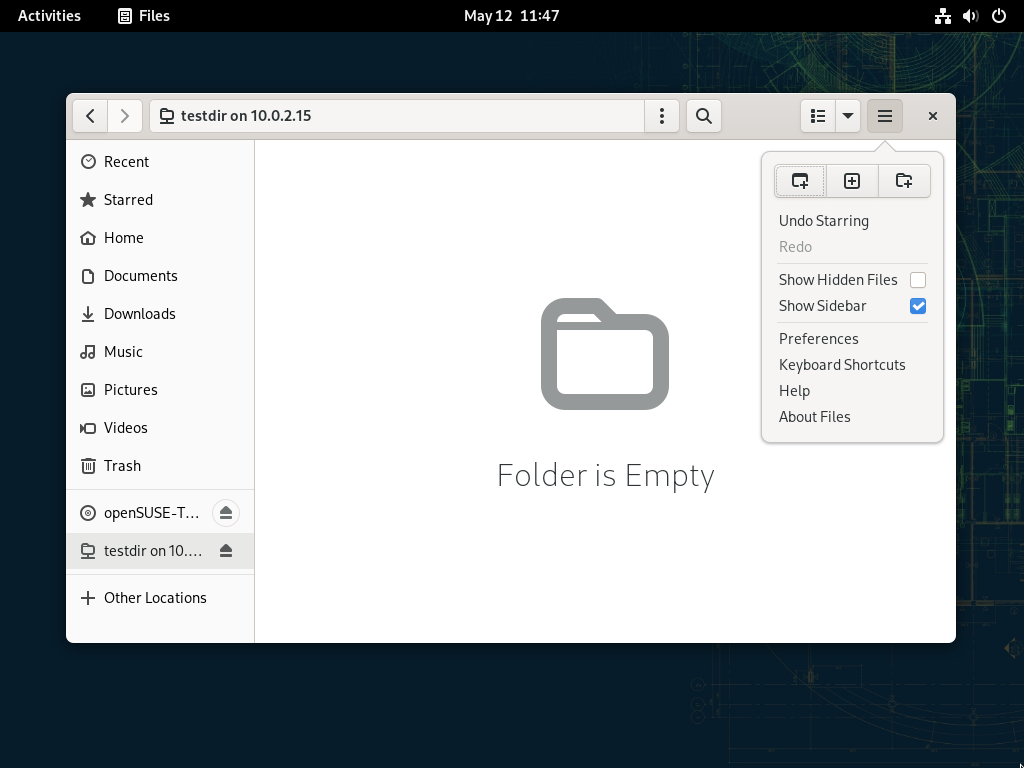 Activities
Files
May 12 11:47
testdir on 10.0.2.15
Recent
Starred
Home
Documents
Downloads
Music
Pictures
Videos
Trash
openSUSE-T…
testdir on 10.…
Other Locations
Folder is Empty
Undo Starring
Redo
Show Hidden Files
Show Sidebar
Preferences
Keyboard Shortcuts
Help
About Files